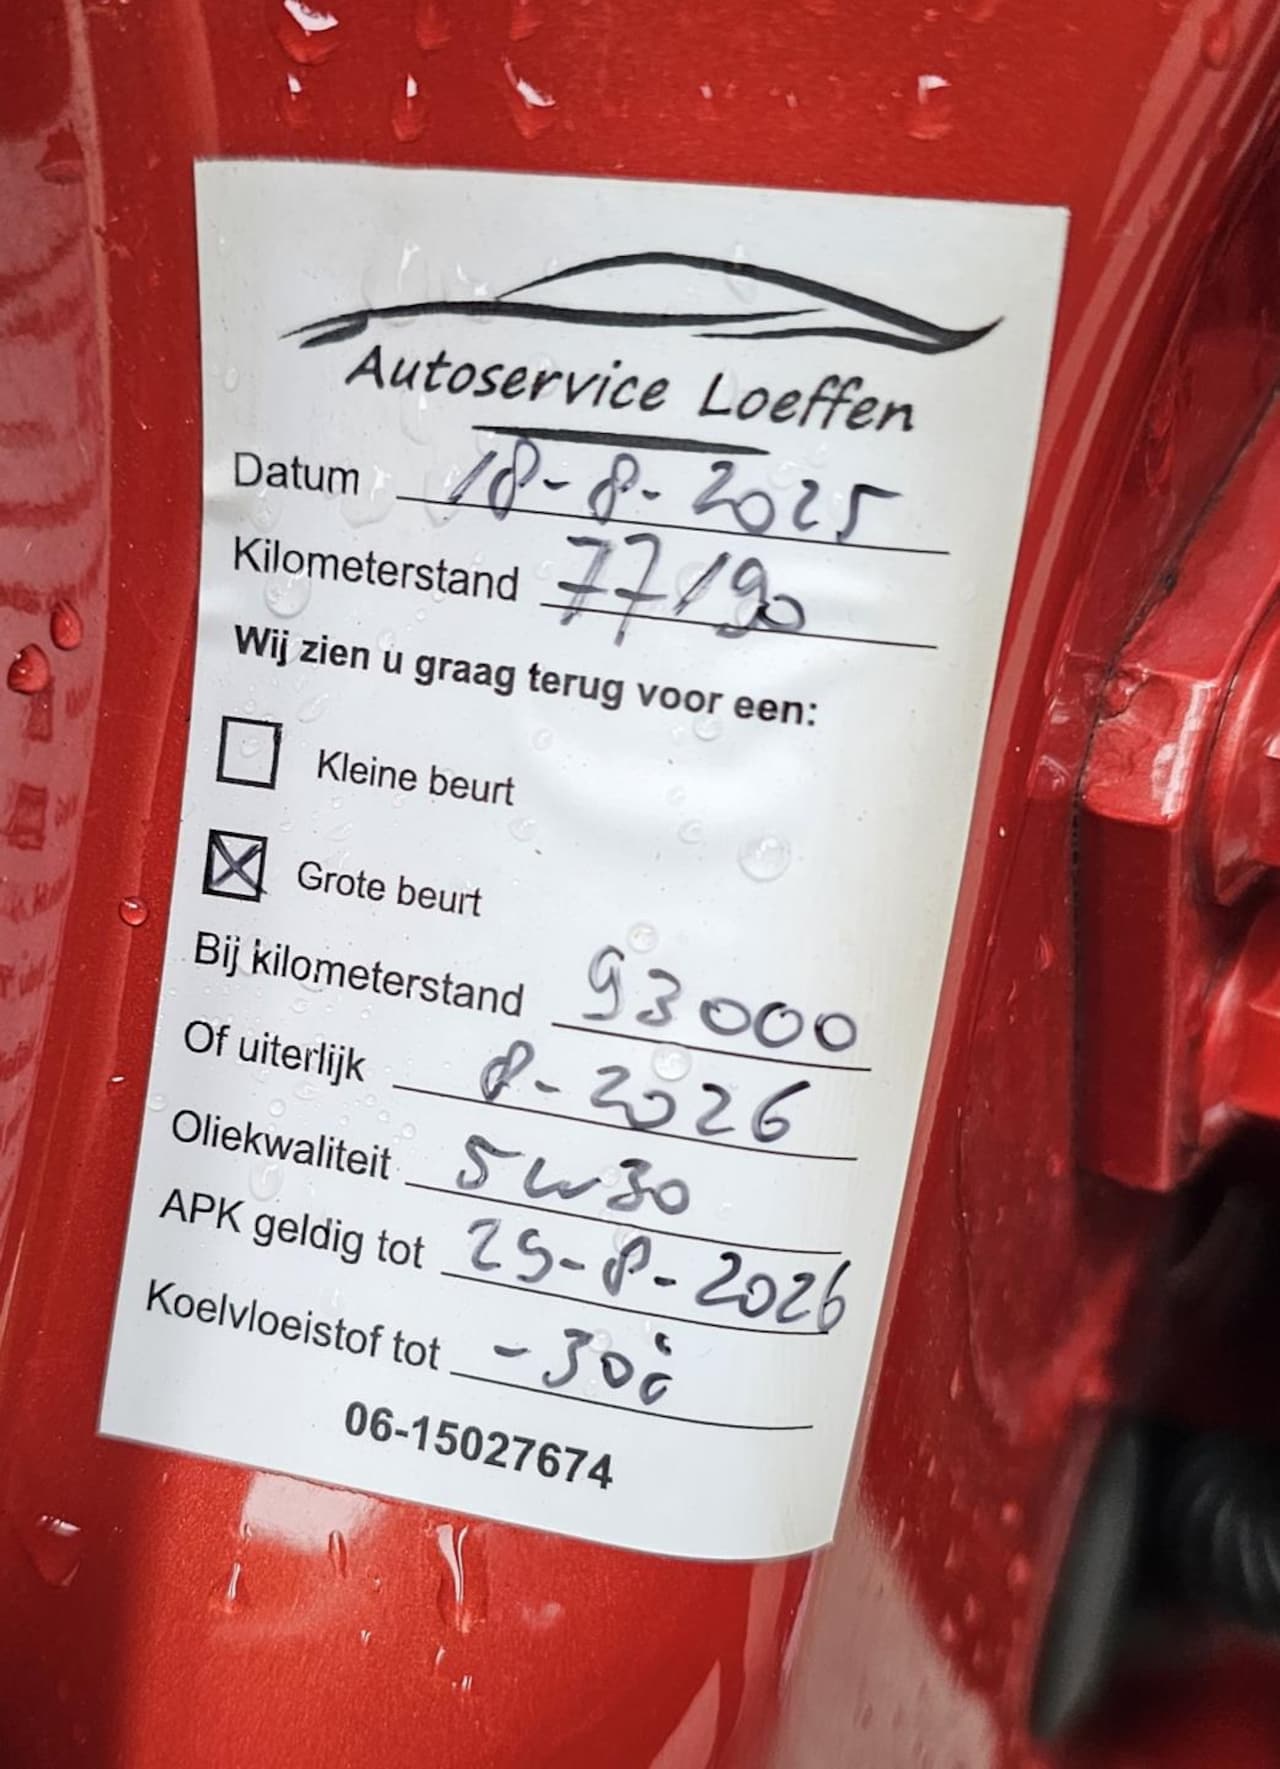 Autoservice Loeffen
Datum 18-8-2025
Kilometerstand 77190
Wij zien u graag terug voor een:
Kleine beurt
Grote beurt
Bij kilometerstand 93000
Of uiterlijk 8-2026
Oliekwaliteit 5w30
APK geldig tot 25-8-2026
Koelvloeistof tot -30°c
06-15027674